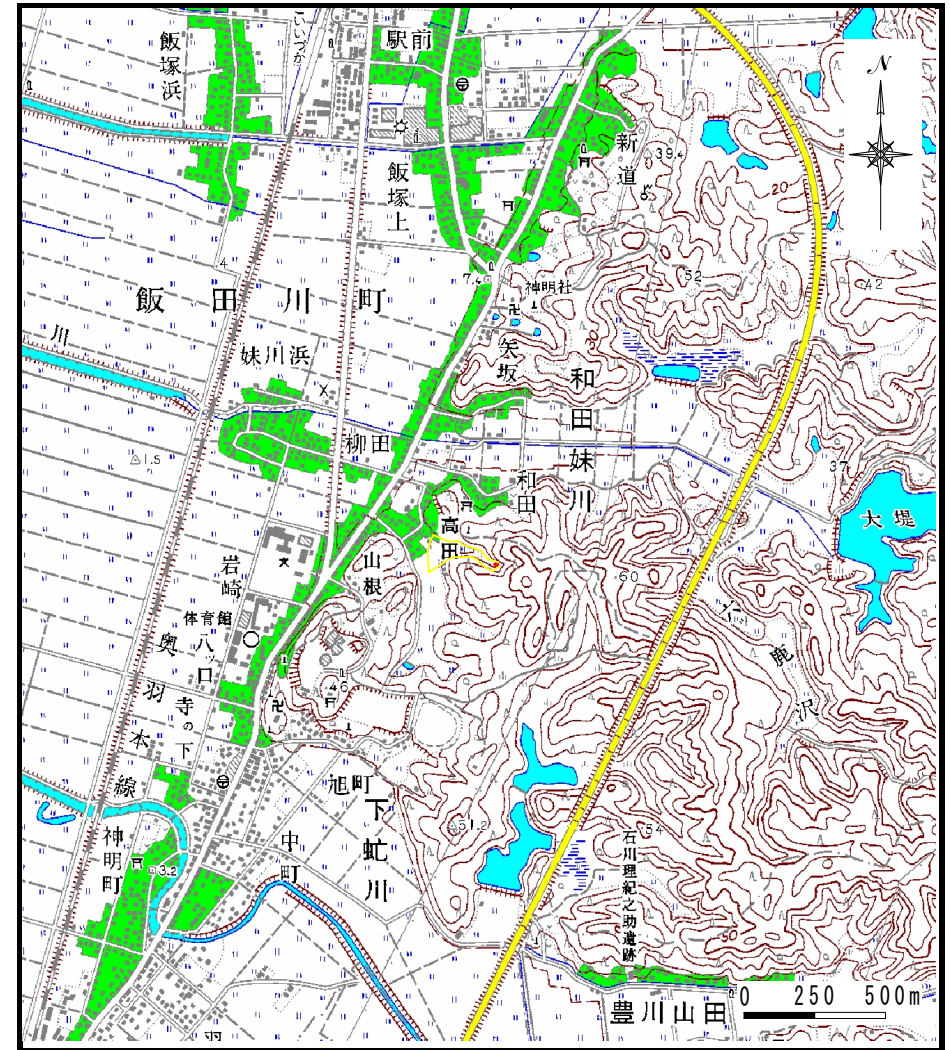 こいいづか
飯塚浜
駅前
N
新道
39.4
飯塚上
20
4
7.4
52
42
神明社
飯田川町
川
妹川浜
矢坂
和田妹川
柳田
1.5
37
和田
大堤
高田
岩崎
山根
60
体育館
八ツ口
奥羽本線
鹿沢
46
寺の下
旭町
下虻川
51.2
54
石川理紀之助遺跡
神明町
中町
3.2
50
0 250 500m
豊川山田